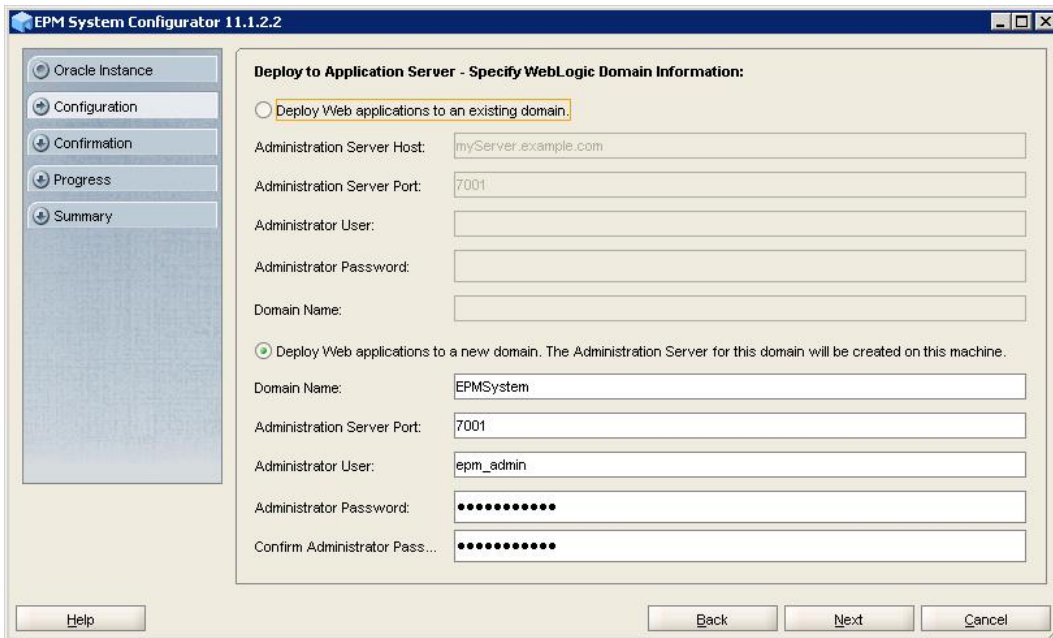 EPM System Configurator 11.1.2.2
Oracle Instance
Configuration
Confirmation
Progress
Summary
Deploy to Application Server - Specify WebLogic Domain Information:
Deploy Web applications to an existing domain.
Administration Server Host: myServer.example.com
Administration Server Port: 7001
Administrator User:
Administrator Password:
Domain Name:
Deploy Web applications to a new domain. The Administration Server for this domain will be created on this machine.
Domain Name: EPMSystem
Administration Server Port: 7001
Administrator User: epm_admin
Administrator Password: •••••••••••
Confirm Administrator Pass... •••••••••••
Help Back Next Cancel